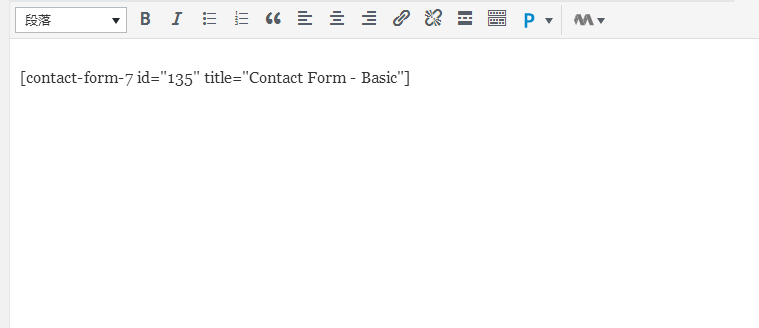 段落 B I P
[contact-form-7 id="135" title="Contact Form - Basic"]